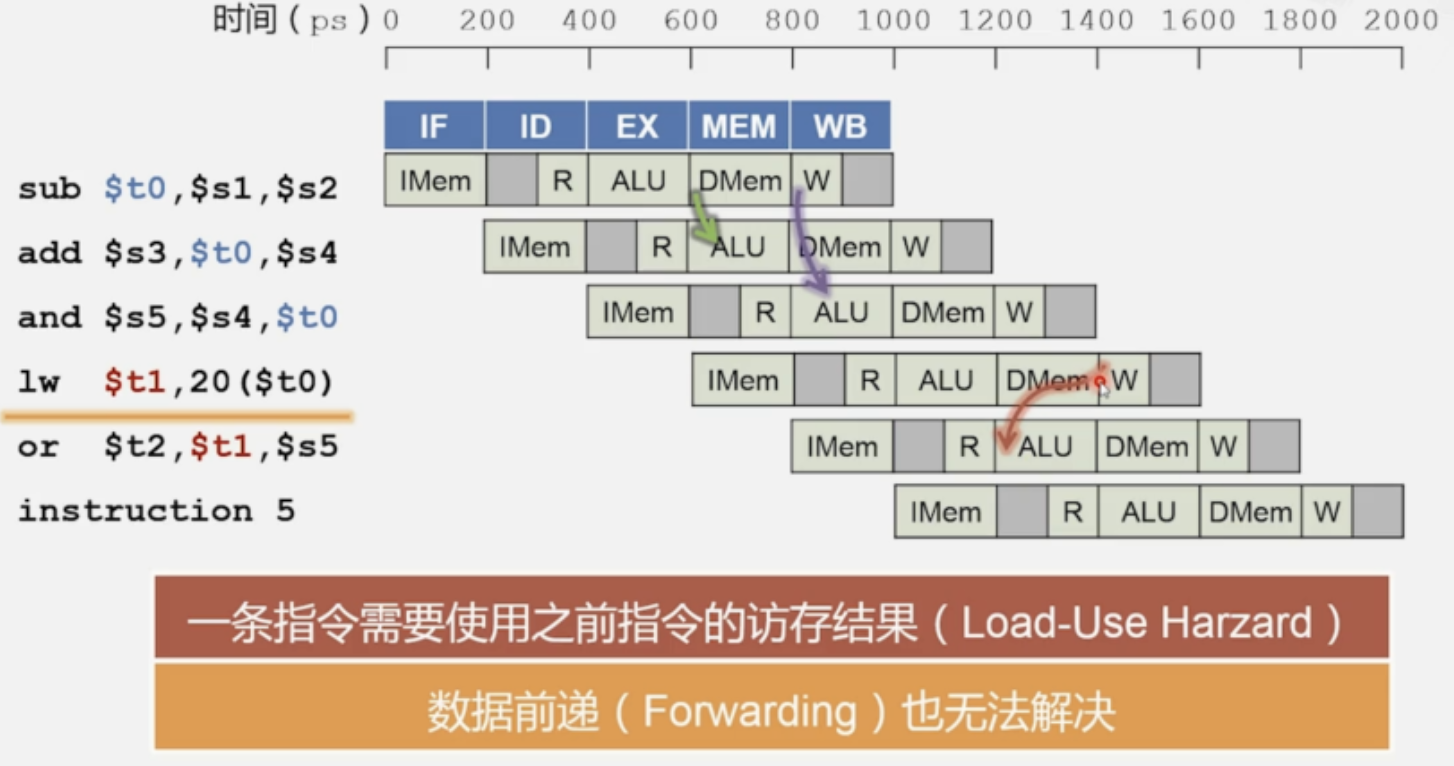 时间（ps）0 200 400 600 800 1000 1200 1400 1600 1800 2000
IF ID EX MEM WB
sub $t0,$s1,$s2 IMem R ALU DMem W
add $s3,$t0,$s4 IMem R ALU DMem W
and $s5,$s4,$t0 IMem R ALU DMem W
lw $t1,20($t0) IMem R ALU DMem W
or $t2,$t1,$s5 IMem R ALU DMem W
instruction 5 IMem R ALU DMem W
一条指令需要使用之前指令的访存结果（Load-Use Harzard）
数据前递（Forwarding）也无法解决